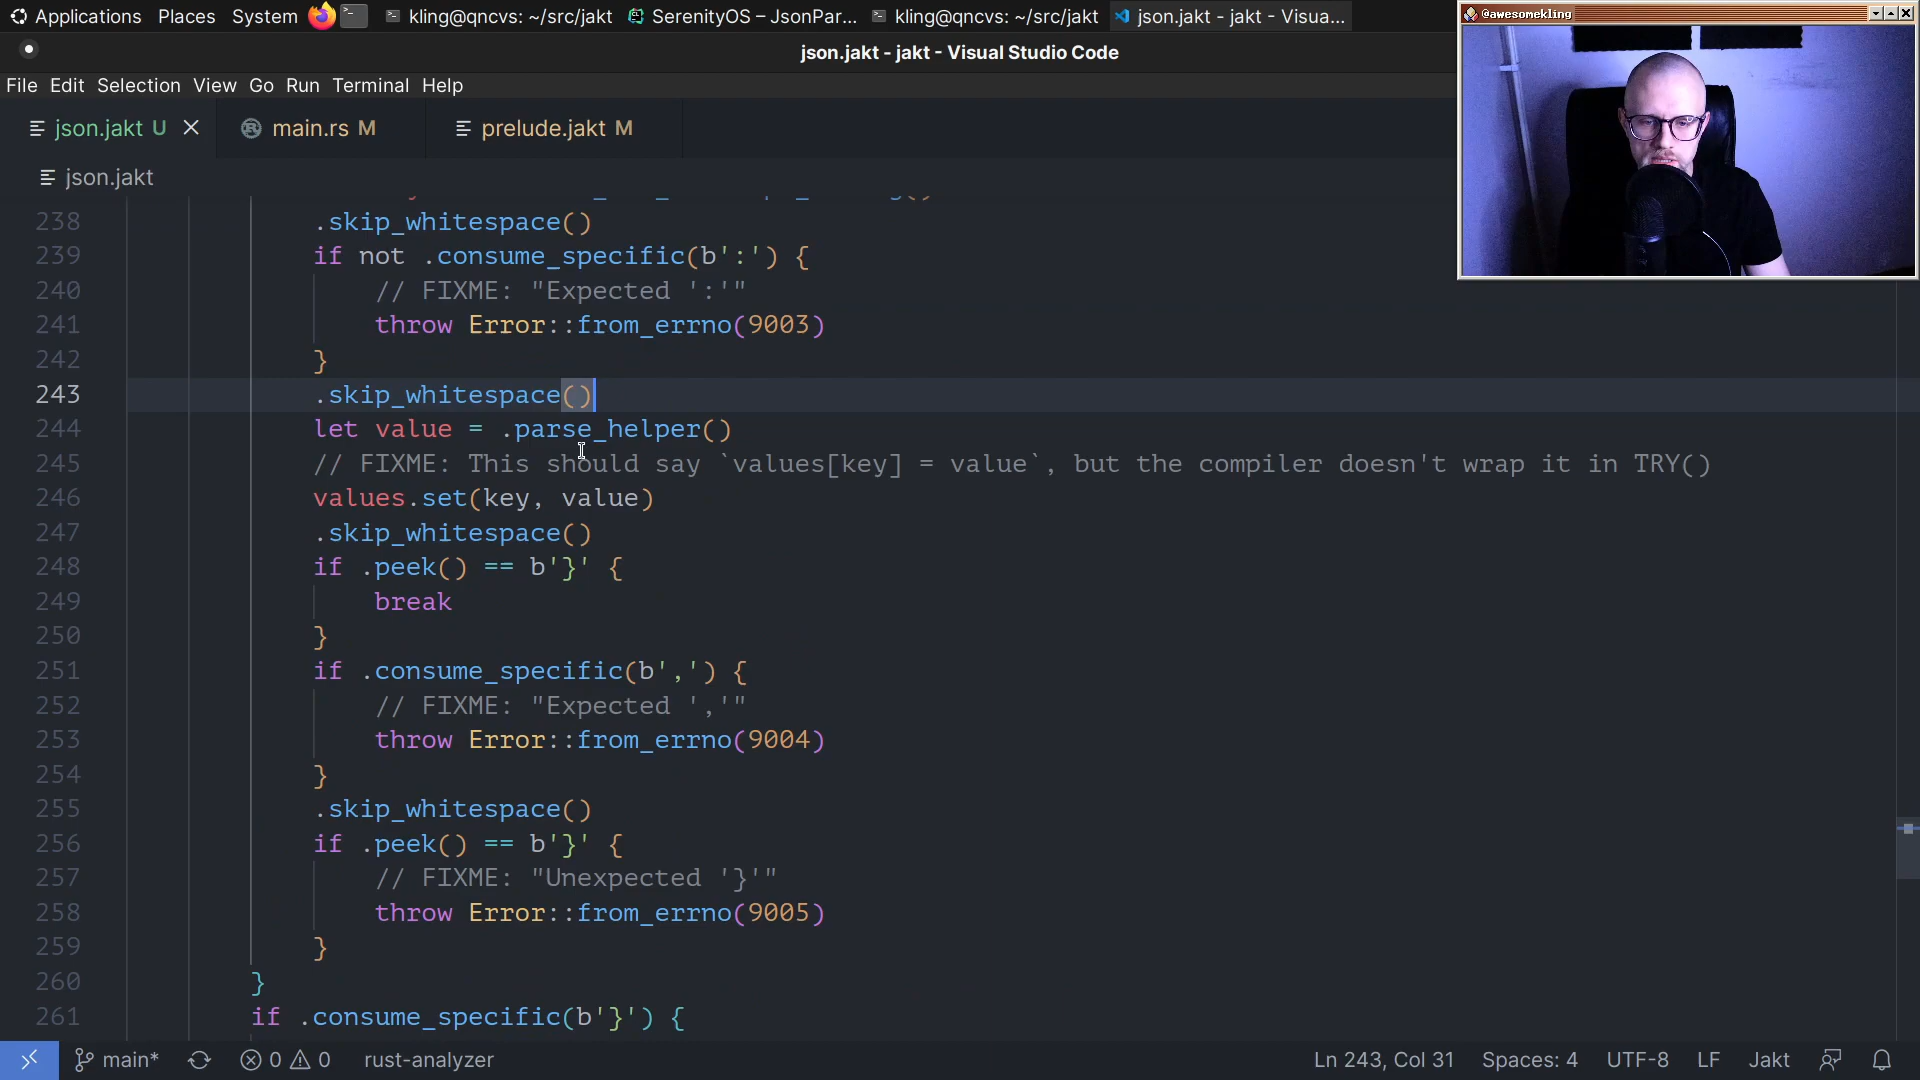 Applications Places System kling@qncvs: ~/src/jakt SerenityOS – JsonPar... kling@qncvs: ~/src/jakt json.jakt - jakt - Visua...
@awesomekling
json.jakt - jakt - Visual Studio Code
File Edit Selection View Go Run Terminal Help
json.jakt U main.rs M prelude.jakt M
json.jakt
238 .skip_whitespace()
239 if not .consume_specific(b':') {
240 // FIXME: "Expected ':'"
241 throw Error::from_errno(9003)
242 }
243 .skip_whitespace()
244 let value = .parse_helper()
245 // FIXME: This should say `values[key] = value`, but the compiler doesn't wrap it in TRY()
246 values.set(key, value)
247 .skip_whitespace()
248 if .peek() == b'}' {
249 break
250 }
251 if .consume_specific(b',') {
252 // FIXME: "Expected ','"
253 throw Error::from_errno(9004)
254 }
255 .skip_whitespace()
256 if .peek() == b'}' {
257 // FIXME: "Unexpected '}'"
258 throw Error::from_errno(9005)
259 }
260 }
261 if .consume_specific(b'}') {
main* 0 0 rust-analyzer Ln 243, Col 31 Spaces: 4 UTF-8 LF Jakt